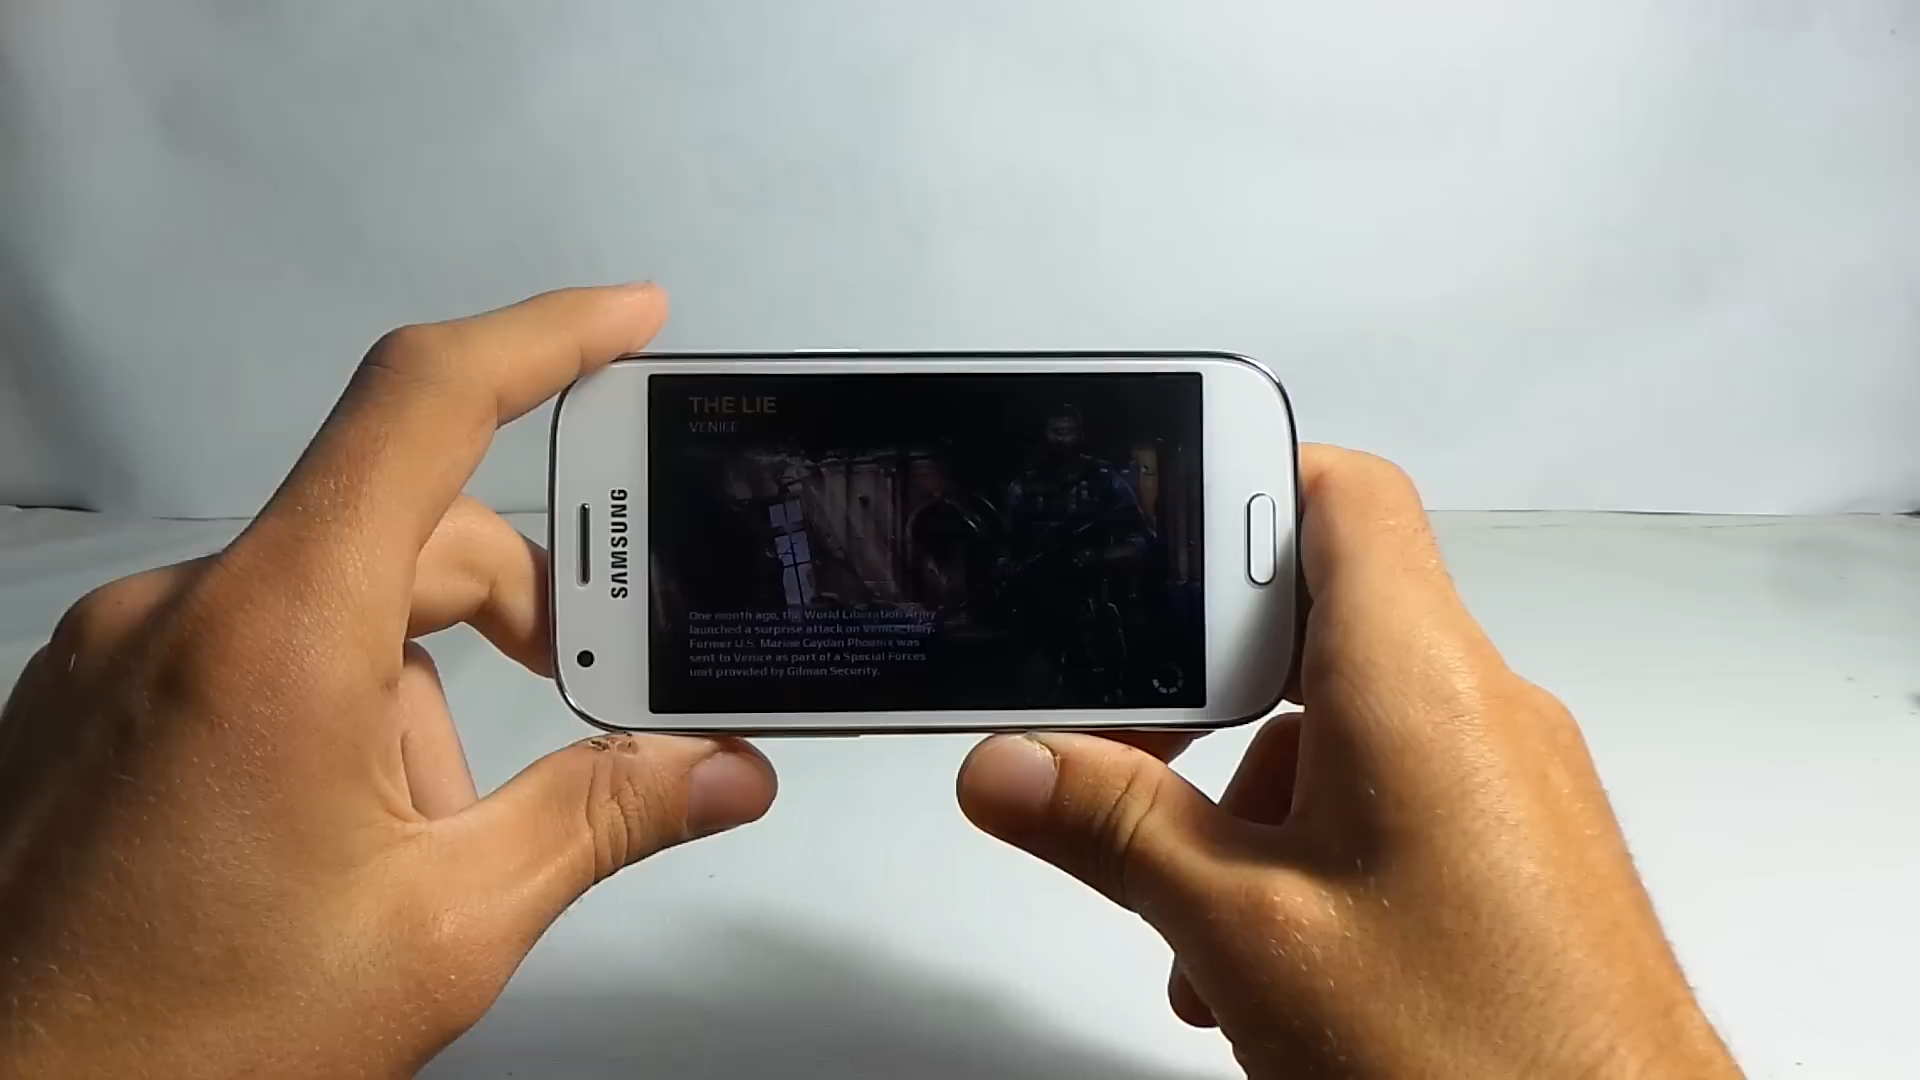 SAMSUNG
THE LIE
VENICE
One month ago, the World Liberation Army
launched a surprise attack on Venice, Italy.
Former U.S. Marine Caydan Phoenix was
sent to Venice as part of a Special Forces
unit provided by Gilman Security.